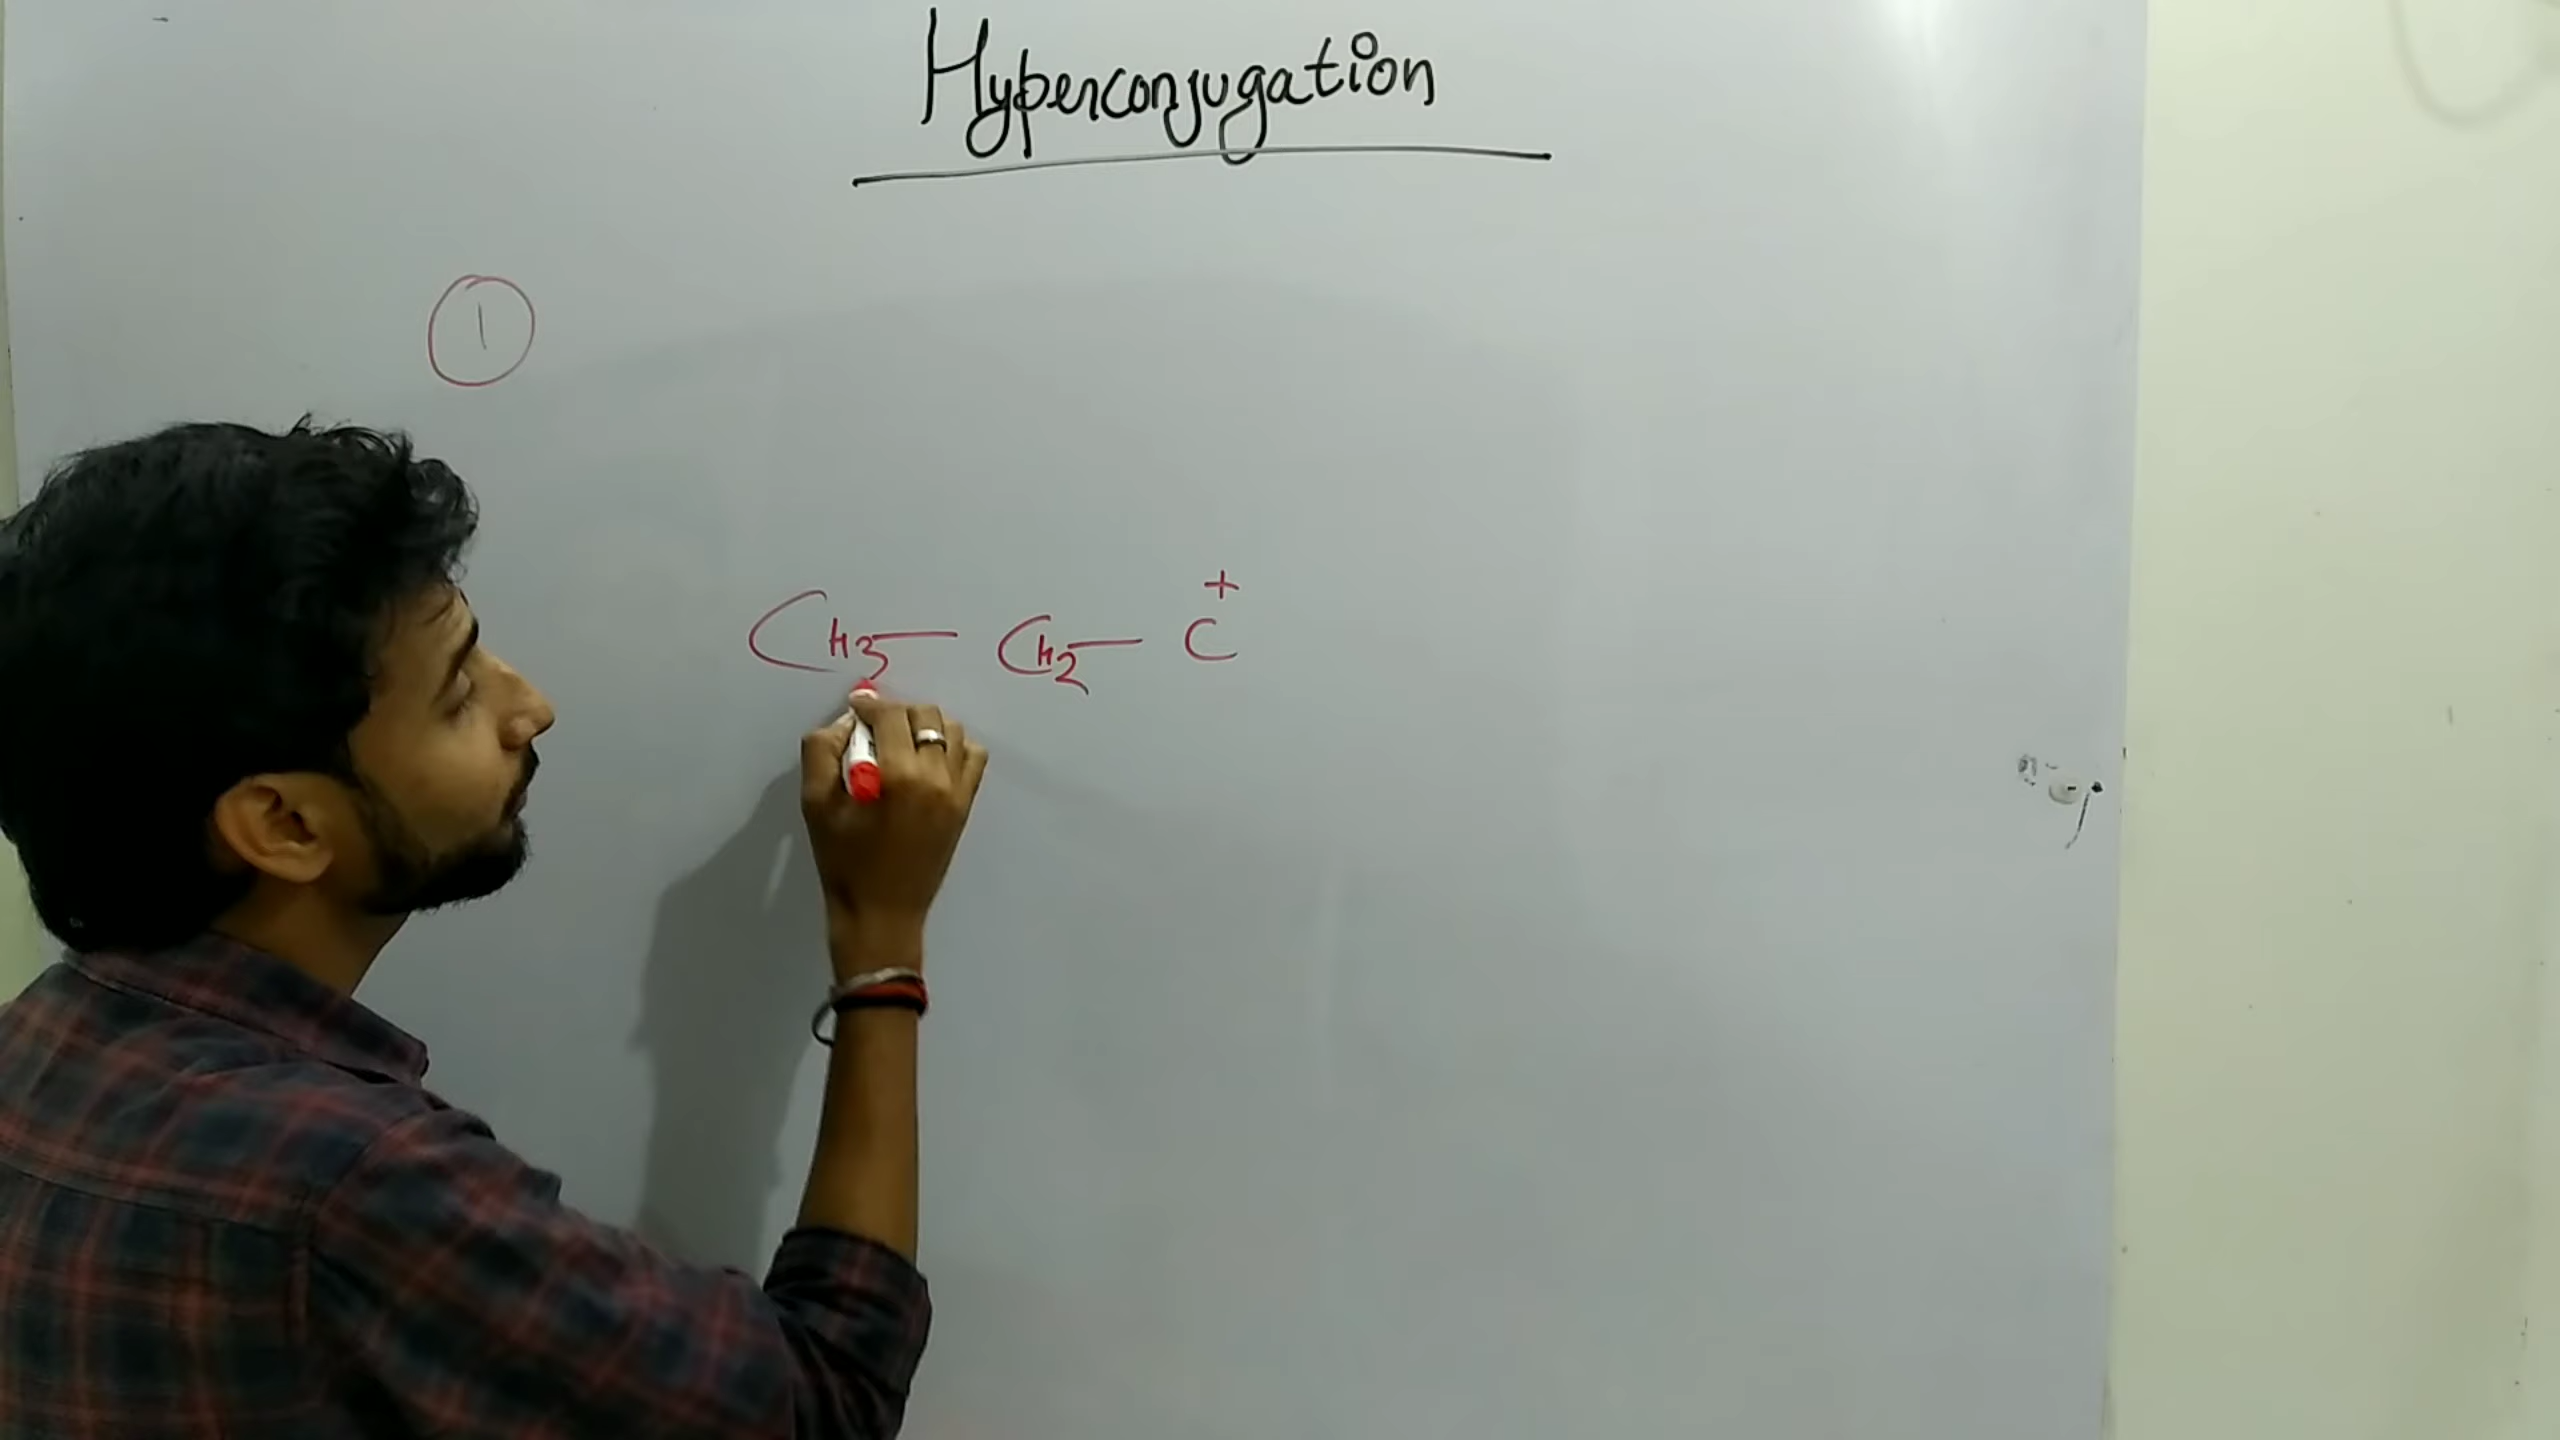 Hyperconjugation
1
+
CH3— CH2— C